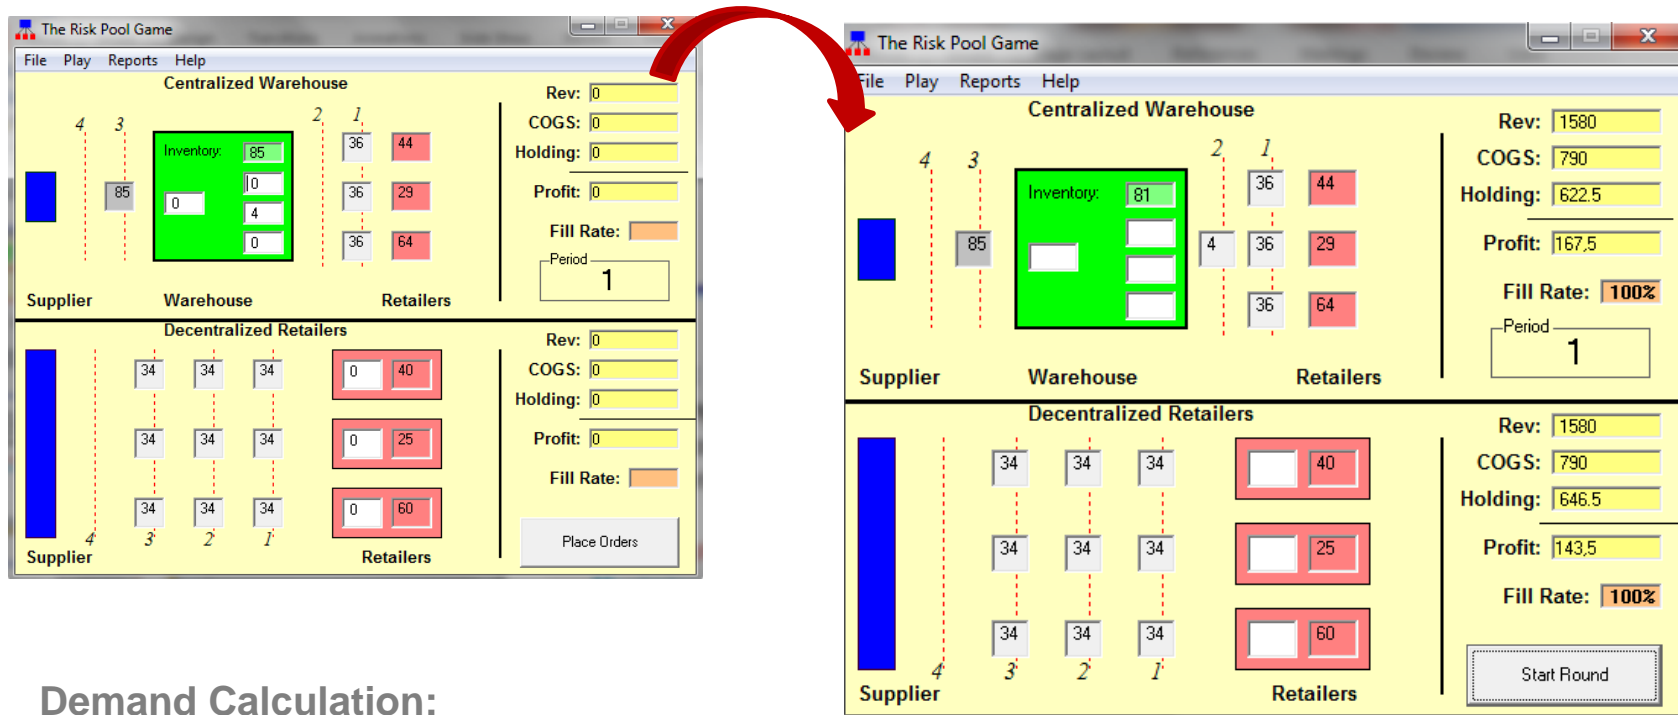 The Risk Pool Game
File Play Reports Help
Centralized Warehouse
4 3 2 1
Inventory: 85
85
0
0
4
0
36 44
36 29
36 64
Supplier Warehouse Retailers
Rev: 0
COGS: 0
Holding: 0
Profit: 0
Fill Rate:
Period
1
Decentralized Retailers
34 34 34 0 40
34 34 34 0 25
34 34 34 0 60
4 3 2 1
Supplier Retailers
Rev: 0
COGS: 0
Holding: 0
Profit: 0
Fill Rate:
Place Orders
The Risk Pool Game
File Play Reports Help
Centralized Warehouse
4 3 2 1
Inventory: 81
85
4
36 44
36 29
36 64
Supplier Warehouse Retailers
Rev: 1580
COGS: 790
Holding: 622.5
Profit: 167,5
Fill Rate: 100%
Period
1
Decentralized Retailers
34 34 34 40
34 34 34 25
34 34 34 60
4 3 2 1
Supplier Retailers
Rev: 1580
COGS: 790
Holding: 646.5
Profit: 143,5
Fill Rate: 100%
Start Round
Demand Calculation: